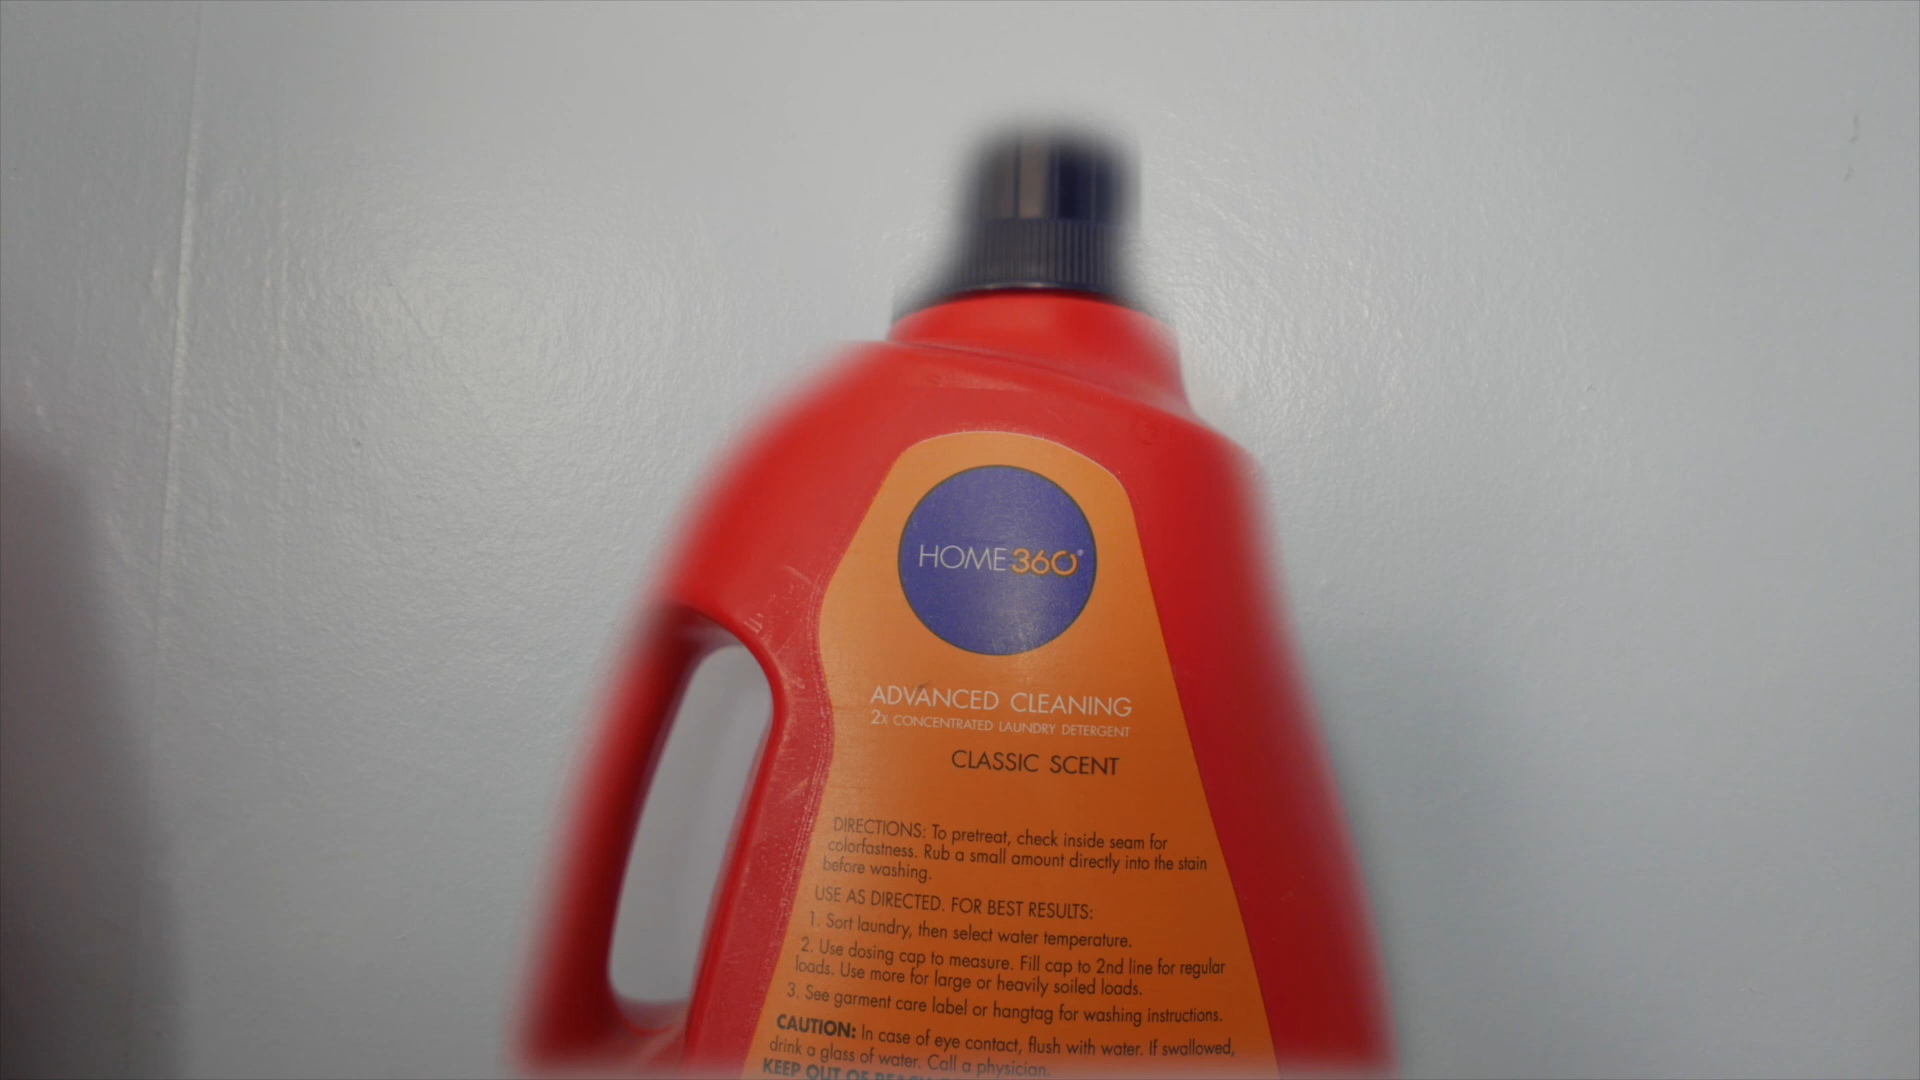 HOME360®
ADVANCED CLEANING
2X CONCENTRATED LAUNDRY DETERGENT
CLASSIC SCENT
DIRECTIONS: To pretreat, check inside seam for
colorfastness. Rub a small amount directly into the stain
before washing.
USE AS DIRECTED. FOR BEST RESULTS:
1. Sort laundry, then select water temperature.
2. Use dosing cap to measure. Fill cap to 2nd line for regular
loads. Use more for large or heavily soiled loads.
3. See garment care label or hangtag for washing instructions.
CAUTION: In case of eye contact, flush with water. If swallowed,
drink a glass of water. Call a physician.
KEEP OUT OF REACH